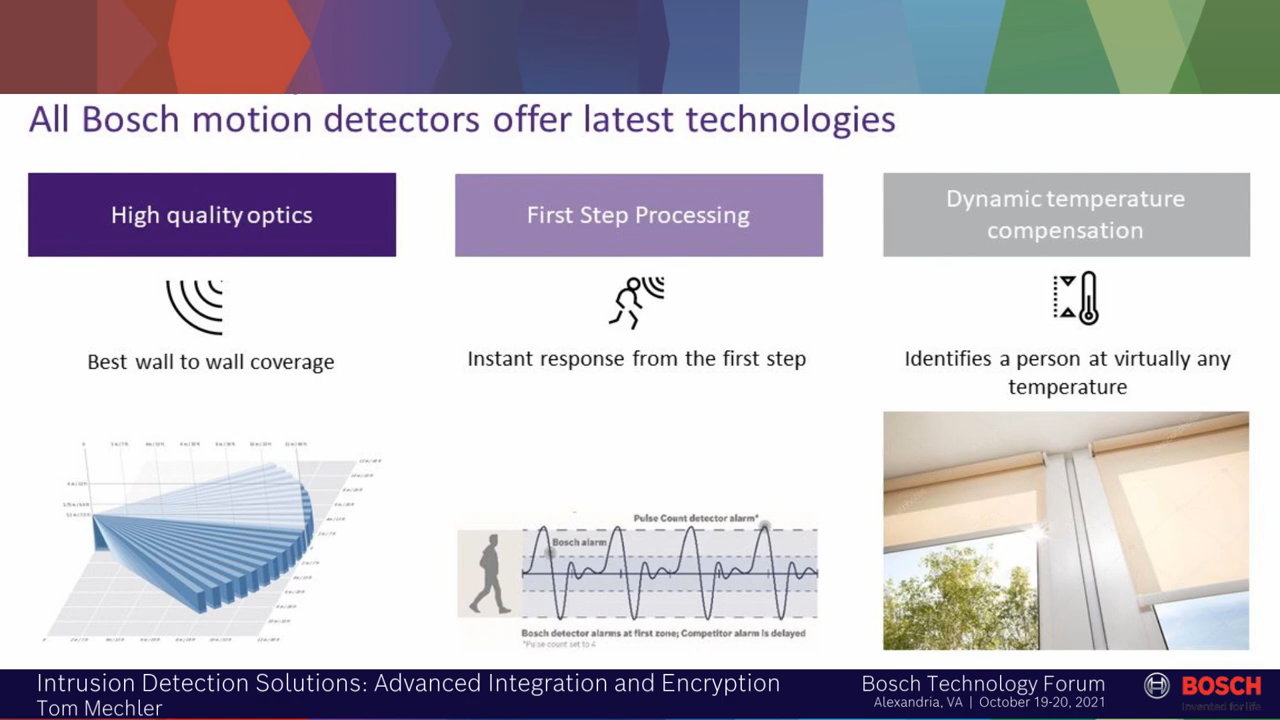 All Bosch motion detectors offer latest technologies
High quality optics
Best wall to wall coverage
First Step Processing
Instant response from the first step
Pulse Count detector alarm*
Bosch alarm
Bosch detector alarms at first zone; Competitor alarm is delayed
*Pulse count set to 4
Dynamic temperature
compensation
Identifies a person at virtually any
temperature
Intrusion Detection Solutions: Advanced Integration and Encryption
Tom Mechler
Bosch Technology Forum
Alexandria, VA | October 19-20, 2021
BOSCH
Invented for life